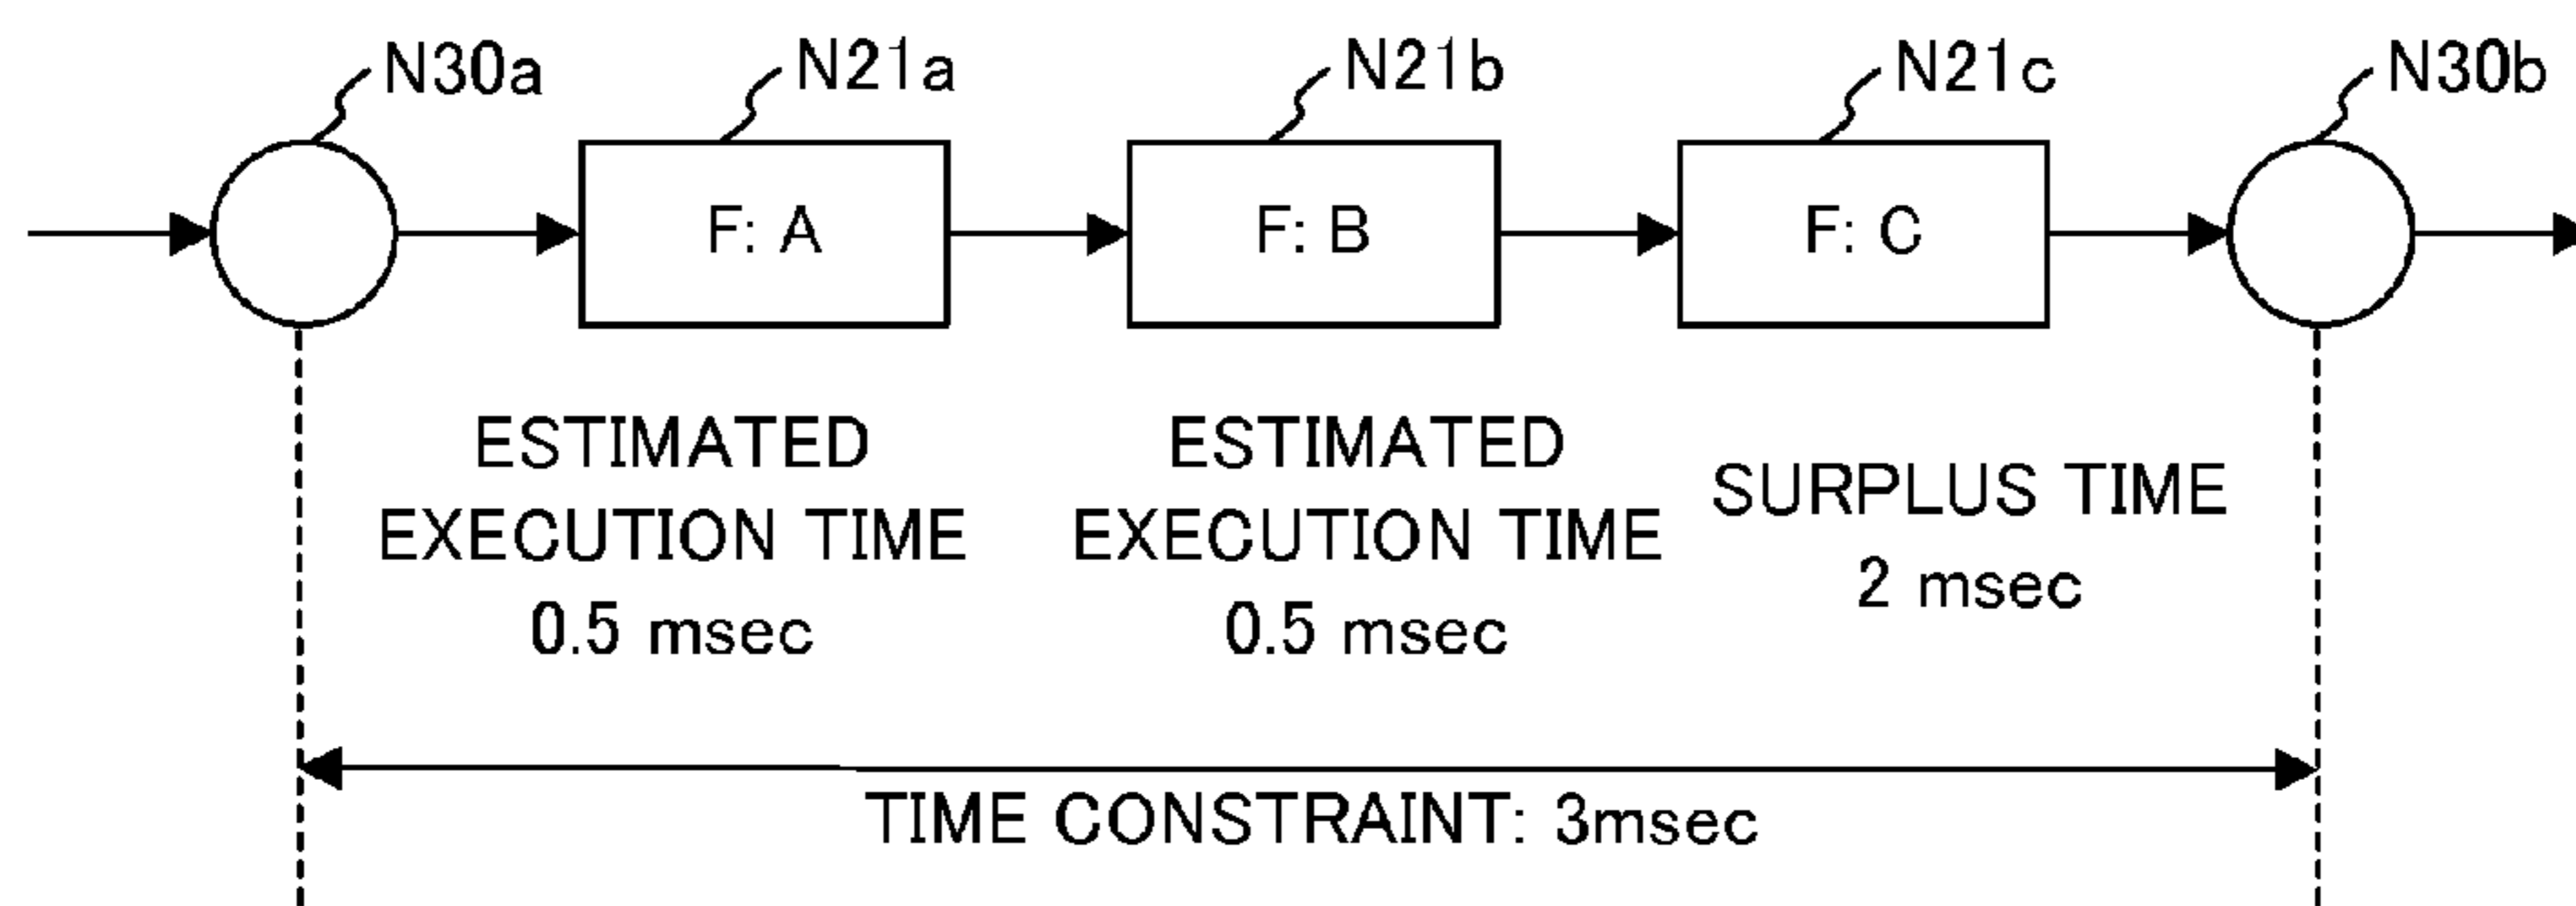 N30a
N21a
N21b
N21c
N30b
F: A
F: B
F: C
ESTIMATED
EXECUTION TIME
0.5 msec
ESTIMATED
EXECUTION TIME
0.5 msec
SURPLUS TIME
2 msec
TIME CONSTRAINT: 3msec